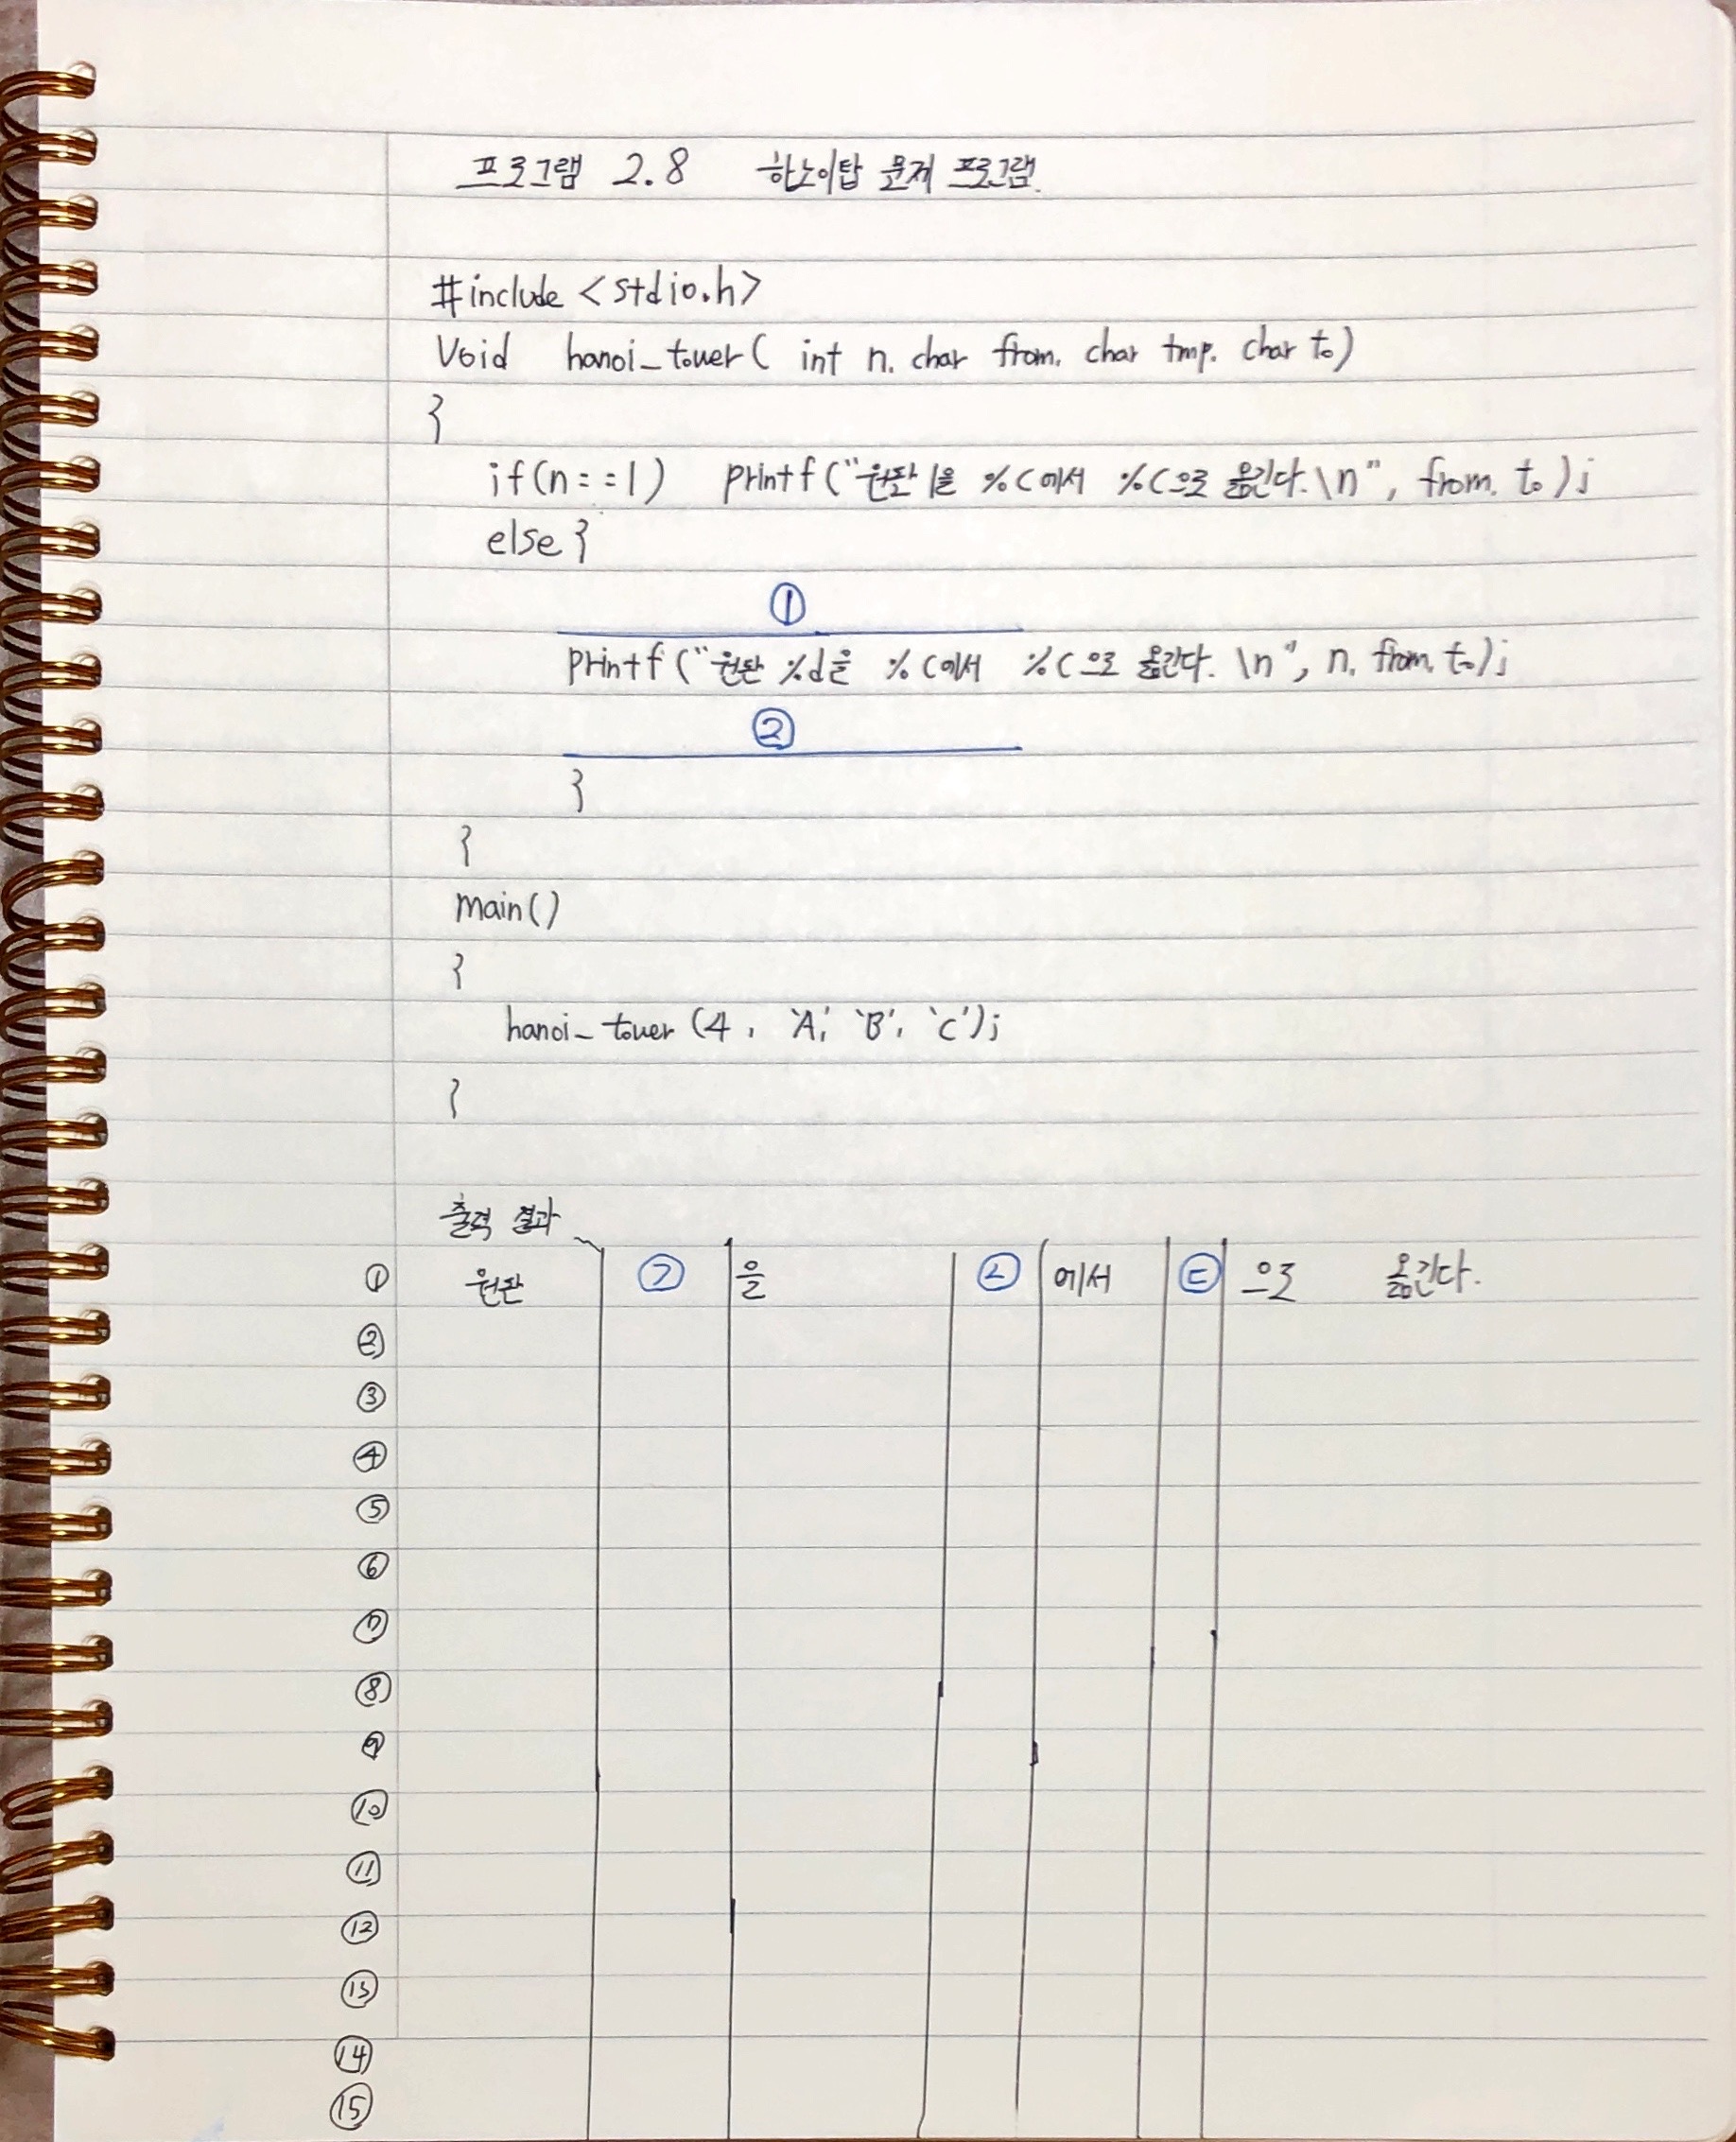 프로그램 2.8 하노이탑 문제 프로그램.
#include <stdio.h>
Void hanoi_tower( int n. char from. char tmp. char to)
{
if(n==1) printf("원판 1을 %c에서 %c으로 옮긴다.\n", from. to);
else {
①
printf("원판 %d을 %c에서 %c으로 옮긴다. \n", n. from. to);
②
}
}
main()
{
hanoi_tower (4, 'A', 'B', 'C');
}
출력 결과
① 원판 ㉠ 을 ㉡ 에서 ㉢ 으로 옮긴다.
②
③
④
⑤
⑥
⑦
⑧
⑨
⑩
⑪
⑫
⑬
⑭
⑮